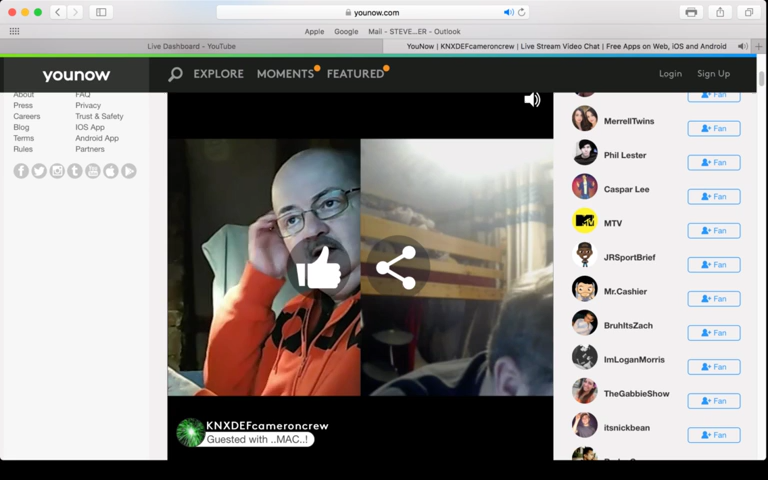 younow.com
Apple Google Mail - STEVE...ER - Outlook
Live Dashboard - YouTube
YouNow | KNXDEFcameroncrew | Live Stream Video Chat | Free Apps on Web, iOS and Android
younow
EXPLORE MOMENTS FEATURED
Login Sign Up
About FAQ
Press Privacy
Careers Trust & Safety
Blog iOS App
Terms Android App
Rules Partners
Fan
MerrellTwins Fan
Phil Lester Fan
Caspar Lee Fan
MTV Fan
JRSportBrief Fan
Mr.Cashier Fan
BruhItsZach Fan
ImLoganMorris Fan
TheGabbieShow Fan
itsnickbean Fan
KNXDEFcameroncrew
Guested with ..MAC..!